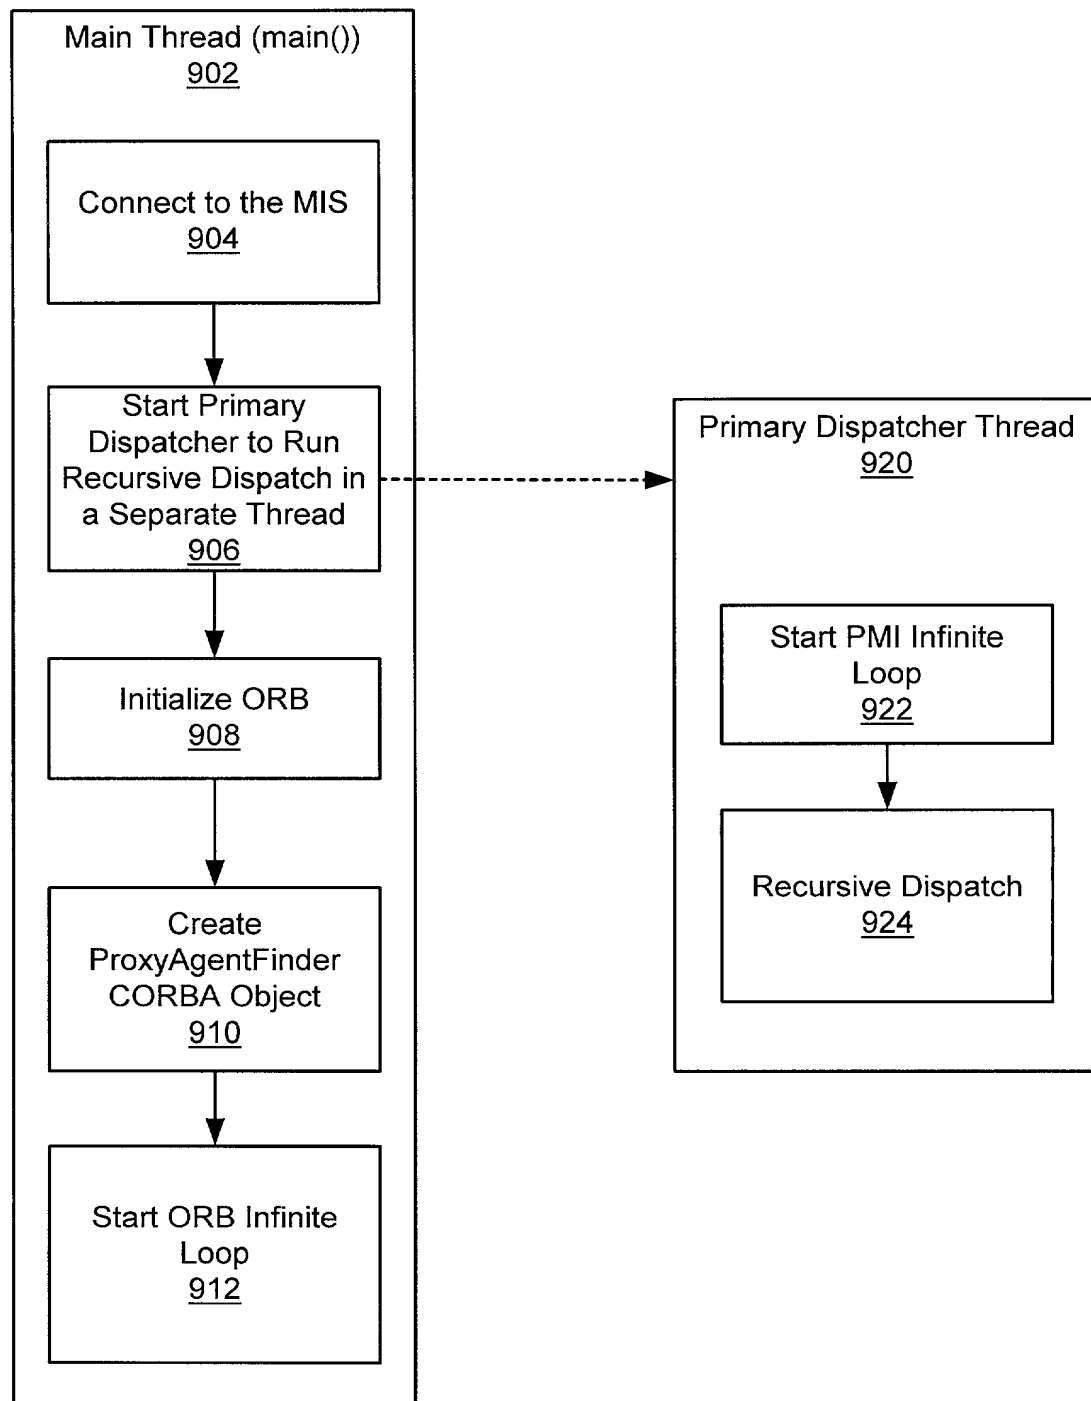 Main Thread (main())
902
Connect to the MIS
904
Start Primary
Dispatcher to Run
Recursive Dispatch in
a Separate Thread
906
Initialize ORB
908
Create
ProxyAgentFinder
CORBA Object
910
Start ORB Infinite
Loop
912
Primary Dispatcher Thread
920
Start PMI Infinite
Loop
922
Recursive Dispatch
924